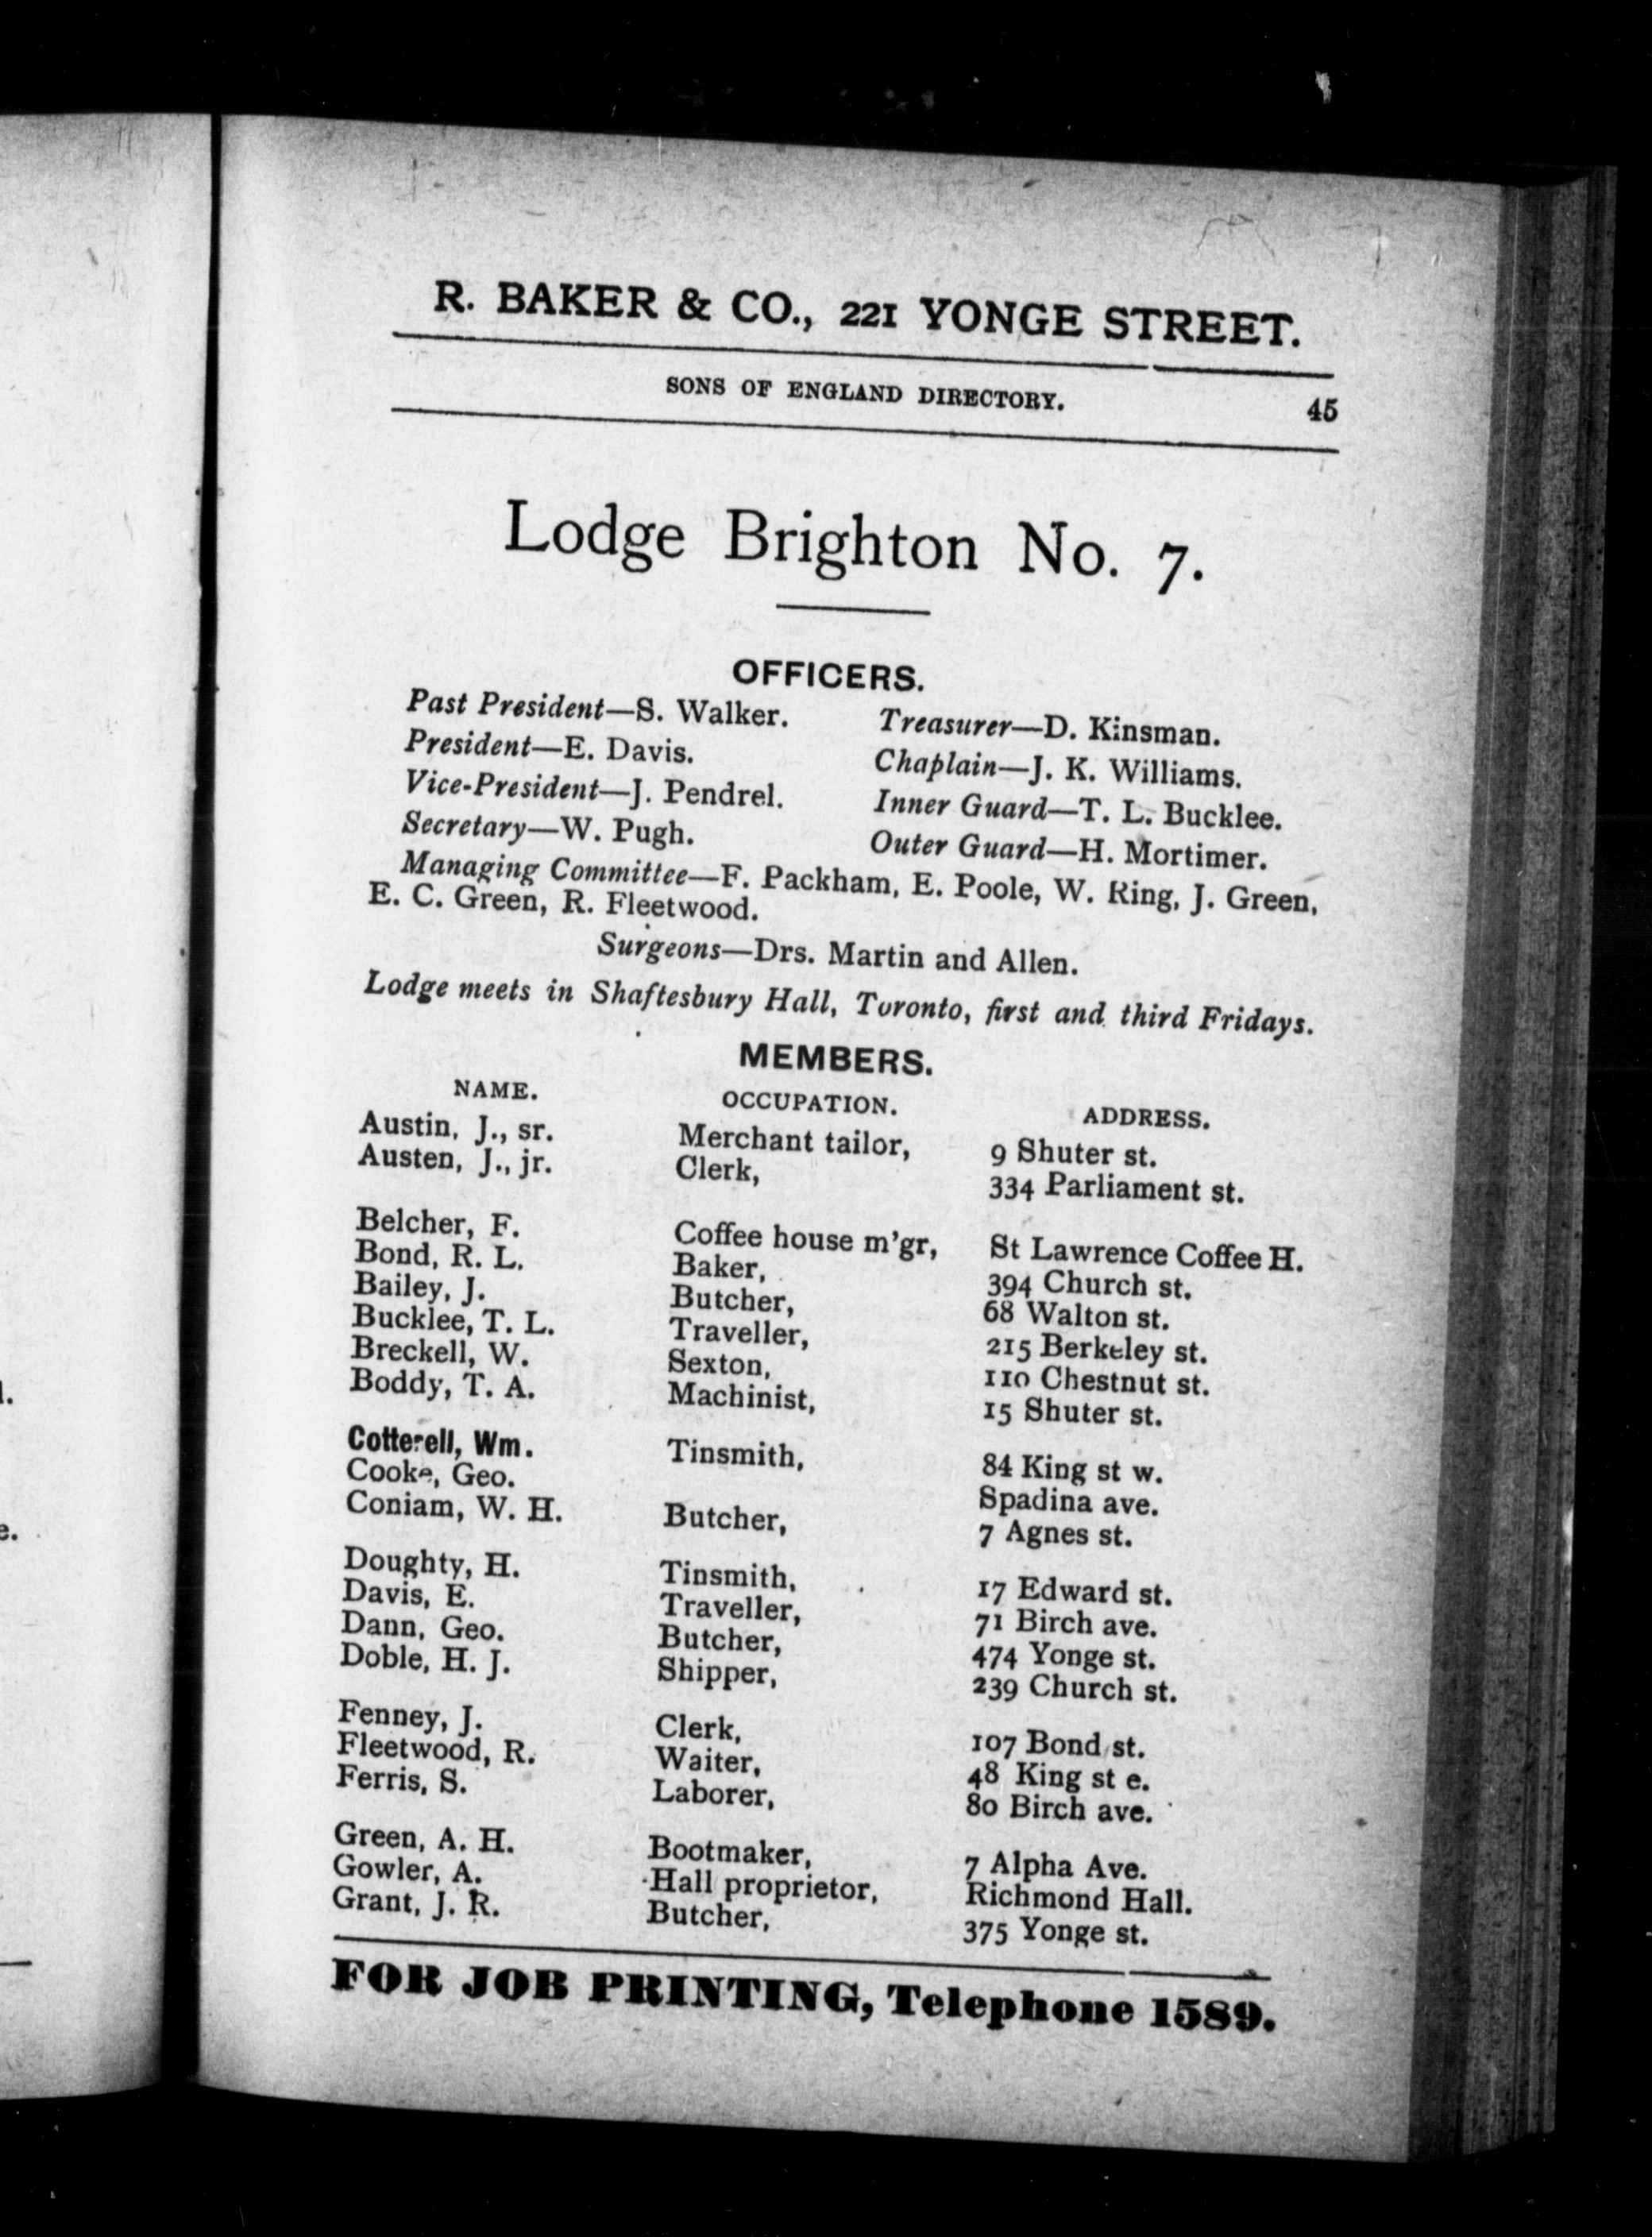 R. BAKER & CO., 221 YONGE STREET.
SONS OF ENGLAND DIRECTORY. 45
Lodge Brighton No. 7.
OFFICERS.
Past President—S. Walker. Treasurer—D. Kinsman.
President—E. Davis. Chaplain—J. K. Williams.
Vice-President—J. Pendrel. Inner Guard—T. L. Bucklee.
Secretary—W. Pugh. Outer Guard—H. Mortimer.
Managing Committee—F. Packham, E. Poole, W. Ring, J. Green,
E. C. Green, R. Fleetwood.
Surgeons—Drs. Martin and Allen.
Lodge meets in Shaftesbury Hall, Toronto, first and third Fridays.
MEMBERS.
NAME. OCCUPATION. ADDRESS.
Austin, J., sr. Merchant tailor, 9 Shuter st.
Austen, J., jr. Clerk, 334 Parliament st.
Belcher, F. Coffee house m'gr, St Lawrence Coffee H.
Bond, R. L. Baker, 394 Church st.
Bailey, J. Butcher, 68 Walton st.
Bucklee, T. L. Traveller, 215 Berkeley st.
Breckell, W. Sexton, 110 Chestnut st.
Boddy, T. A. Machinist, 15 Shuter st.
Cotterell, Wm. Tinsmith, 84 King st w.
Cooke, Geo. Spadina ave.
Coniam, W. H. Butcher, 7 Agnes st.
Doughty, H. Tinsmith, 17 Edward st.
Davis, E. Traveller, 71 Birch ave.
Dann, Geo. Butcher, 474 Yonge st.
Doble, H. J. Shipper, 239 Church st.
Fenney, J. Clerk, 107 Bond st.
Fleetwood, R. Waiter, 48 King st e.
Ferris, S. Laborer, 80 Birch ave.
Green, A. H. Bootmaker, 7 Alpha Ave.
Gowler, A. Hall proprietor, Richmond Hall.
Grant, J. R. Butcher, 375 Yonge st.
FOR JOB PRINTING, Telephone 1589.